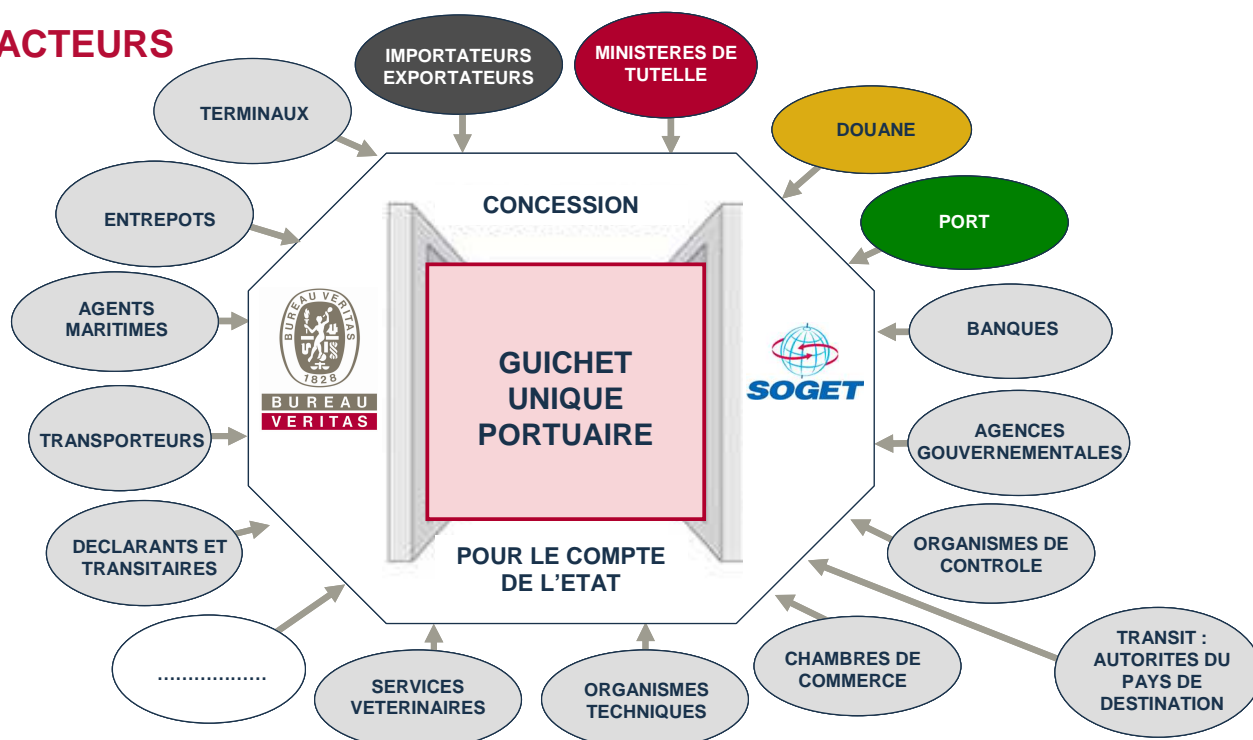 ACTEURS
IMPORTATEURS
EXPORTATEURS
MINISTERES DE
TUTELLE
TERMINAUX
DOUANE
ENTREPOTS
CONCESSION
PORT
AGENTS
MARITIMES
BUREAU VERITAS
1828
BUREAU
VERITAS
GUICHET
UNIQUE
PORTUAIRE
SOGET
BANQUES
TRANSPORTEURS
AGENCES
GOUVERNEMENTALES
DECLARANTS ET
TRANSITAIRES
POUR LE COMPTE
DE L'ETAT
ORGANISMES DE
CONTROLE
..................
SERVICES
VETERINAIRES
ORGANISMES
TECHNIQUES
CHAMBRES DE
COMMERCE
TRANSIT :
AUTORITES DU
PAYS DE
DESTINATION